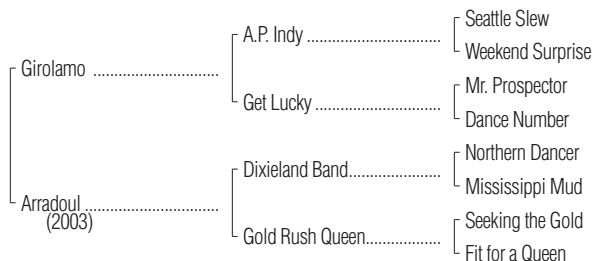 Seattle Slew
A.P. Indy ..............................
Weekend Surprise
Girolamo ............................
Mr. Prospector
Get Lucky ............................
Dance Number
Northern Dancer
Dixieland Band.....................
Mississippi Mud
Arradoul ..............................
(2003)
Seeking the Gold
Gold Rush Queen.................
Fit for a Queen